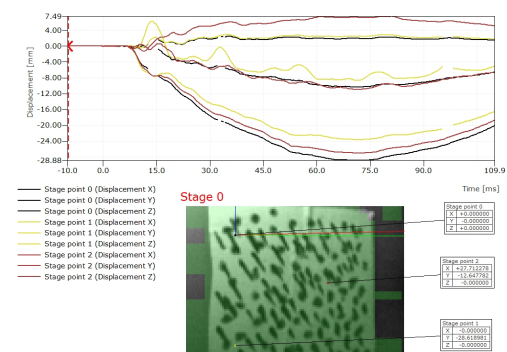 7.49
4.00
0.00
-4.00
-8.00
-12.00
-16.00
-20.00
-24.00
-28.88
Displacement [mm]
-10.0 0.0 15.0 30.0 45.0 60.0 75.0 90.0 109.9
Time [ms]
Stage point 0 (Displacement X)
Stage point 0 (Displacement Y)
Stage point 0 (Displacement Z)
Stage point 1 (Displacement X)
Stage point 1 (Displacement Y)
Stage point 1 (Displacement Z)
Stage point 2 (Displacement X)
Stage point 2 (Displacement Y)
Stage point 2 (Displacement Z)
Stage 0
Stage point 0
X +0.000000
Y -0.000000
Z +0.000000
Stage point 2
X +27.712278
Y -12.647782
Z -0.000000
Stage point 1
X -0.000000
Y -28.618981
Z -0.000000